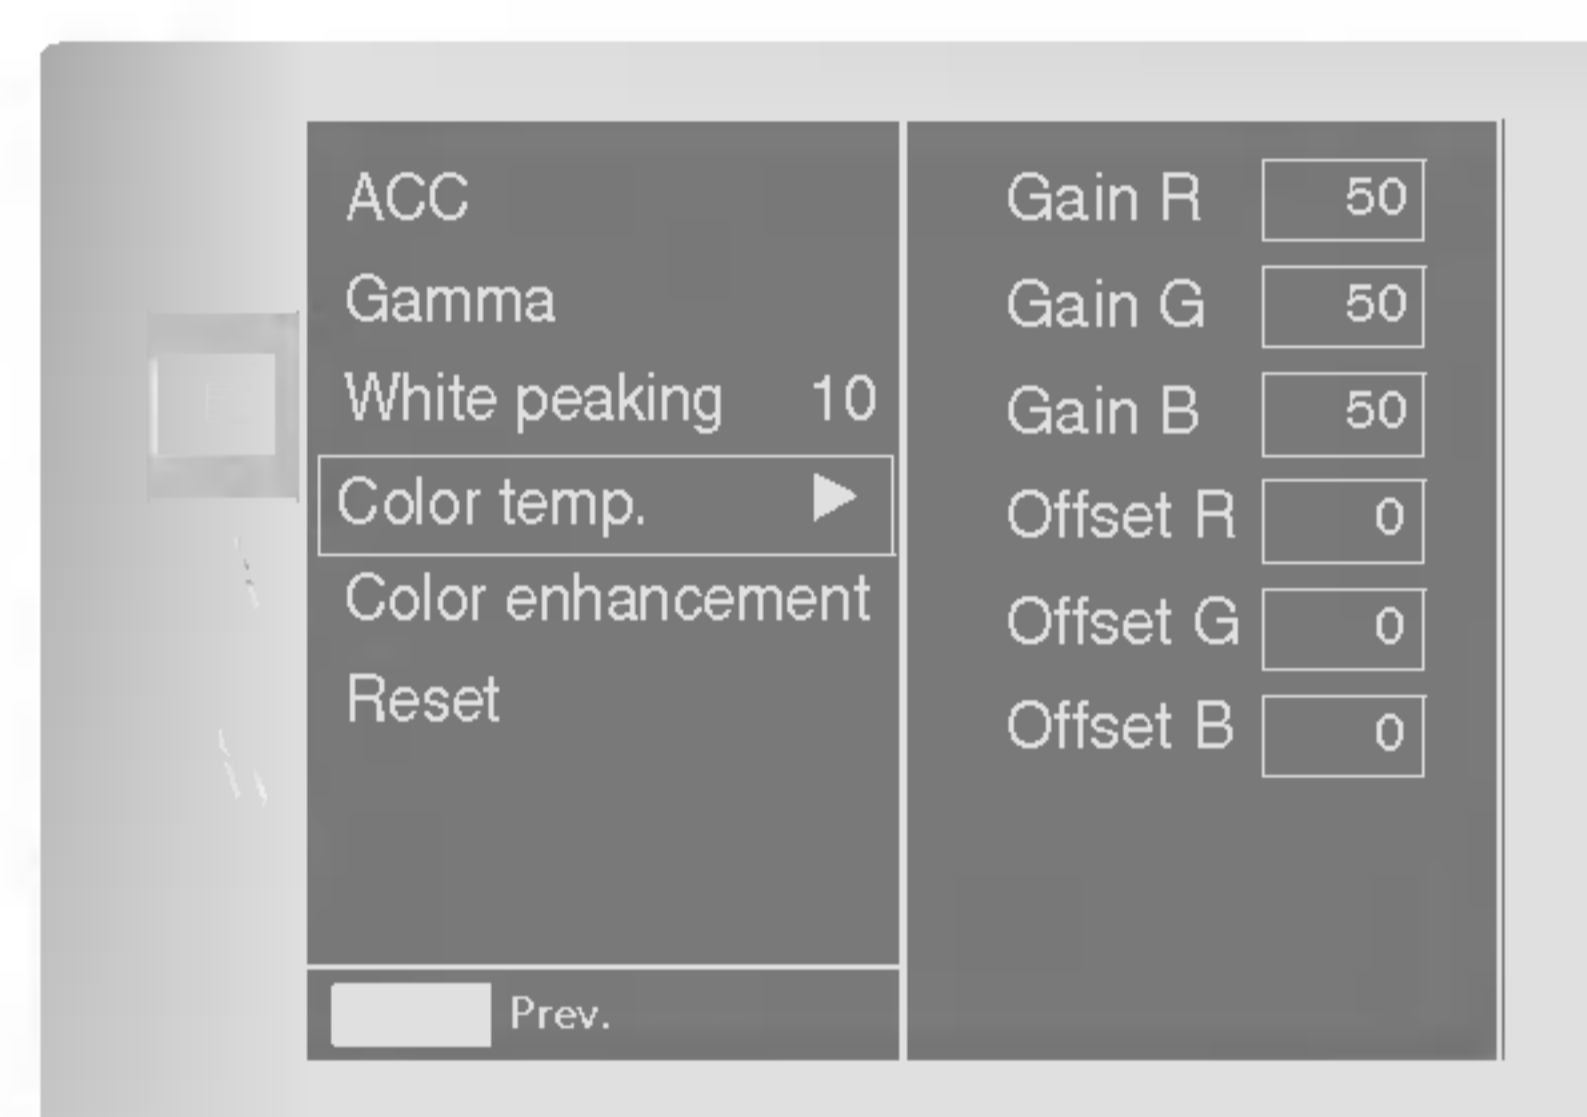 ACC
Gamma
White peaking 10
Color temp. ▶
Color enhancement
Reset
Prev.
Gain R 50
Gain G 50
Gain B 50
Offset R 0
Offset G 0
Offset B 0